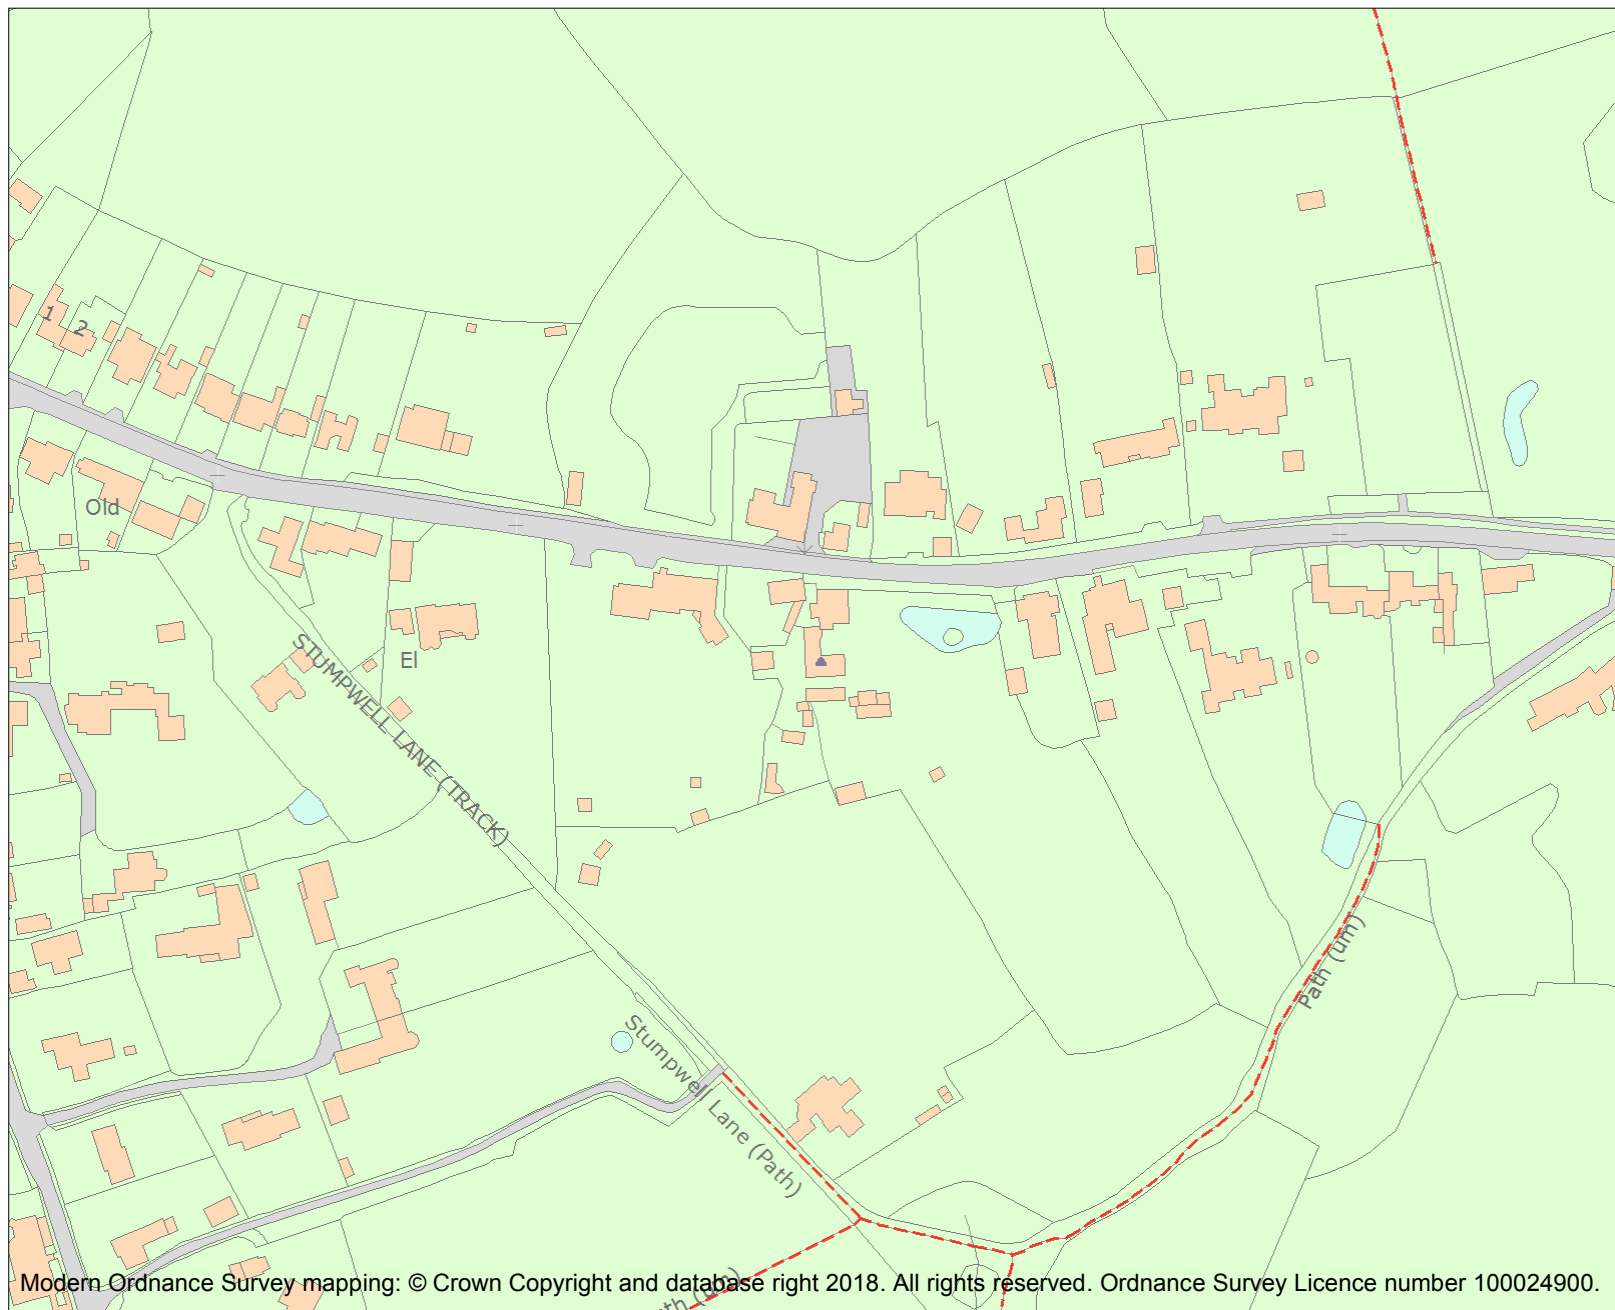 1
2
Old
El
STUMPWELL LANE (TRACK)
Path (um)
Stumpwell Lane (Path)
Modern Ordnance Survey mapping: © Crown Copyright and database right 2018. All rights reserved. Ordnance Survey Licence number 100024900.